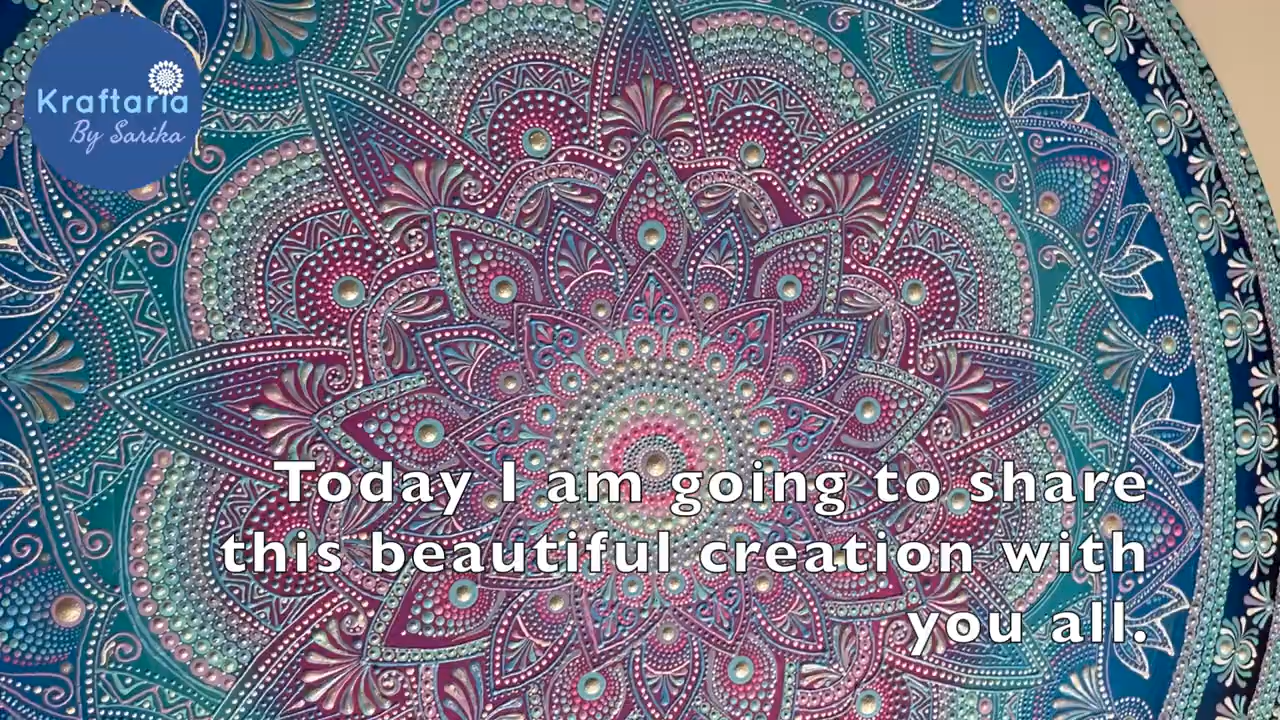 Kraftaria
By Sarika
Today I am going to share
this beautiful creation with
you all.